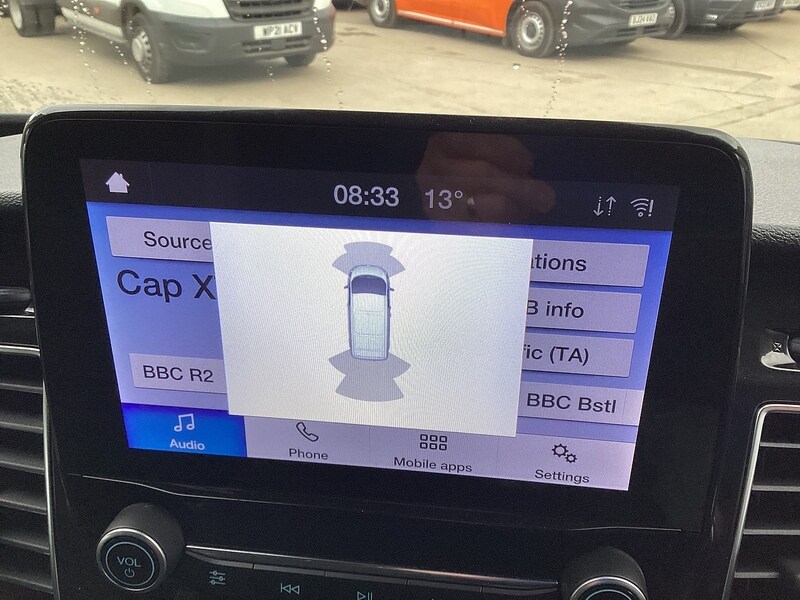 WP21 ACV
08:33 13°
Source
ations
Cap X
B info
fic (TA)
BBC R2
BBC Bstl
Audio
Phone
Mobile apps
Settings
VOL